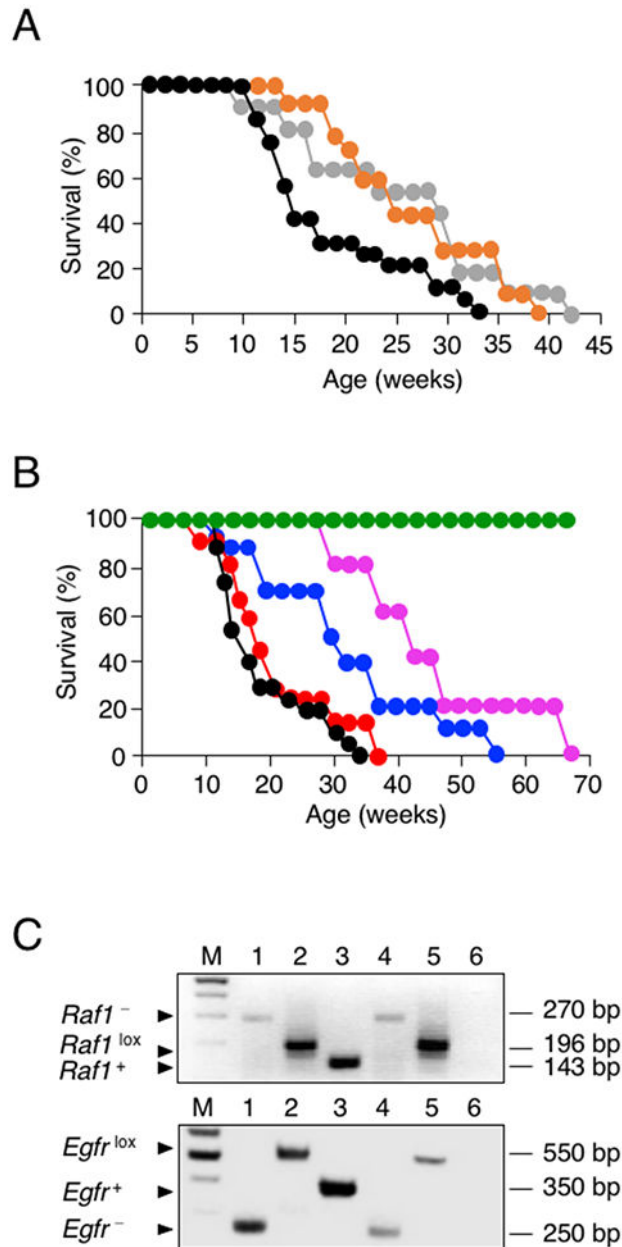 A
Survival (%)
100
80
60
40
20
0
0 5 10 15 20 25 30 35 40 45
Age (weeks)
B
Survival (%)
100
80
60
40
20
0
0 10 20 30 40 50 60 70
Age (weeks)
C
M 1 2 3 4 5 6
Raf1 – 270 bp
Raf1 lox 196 bp
Raf1 + 143 bp
M 1 2 3 4 5 6
Egfr lox 550 bp
Egfr + 350 bp
Egfr – 250 bp